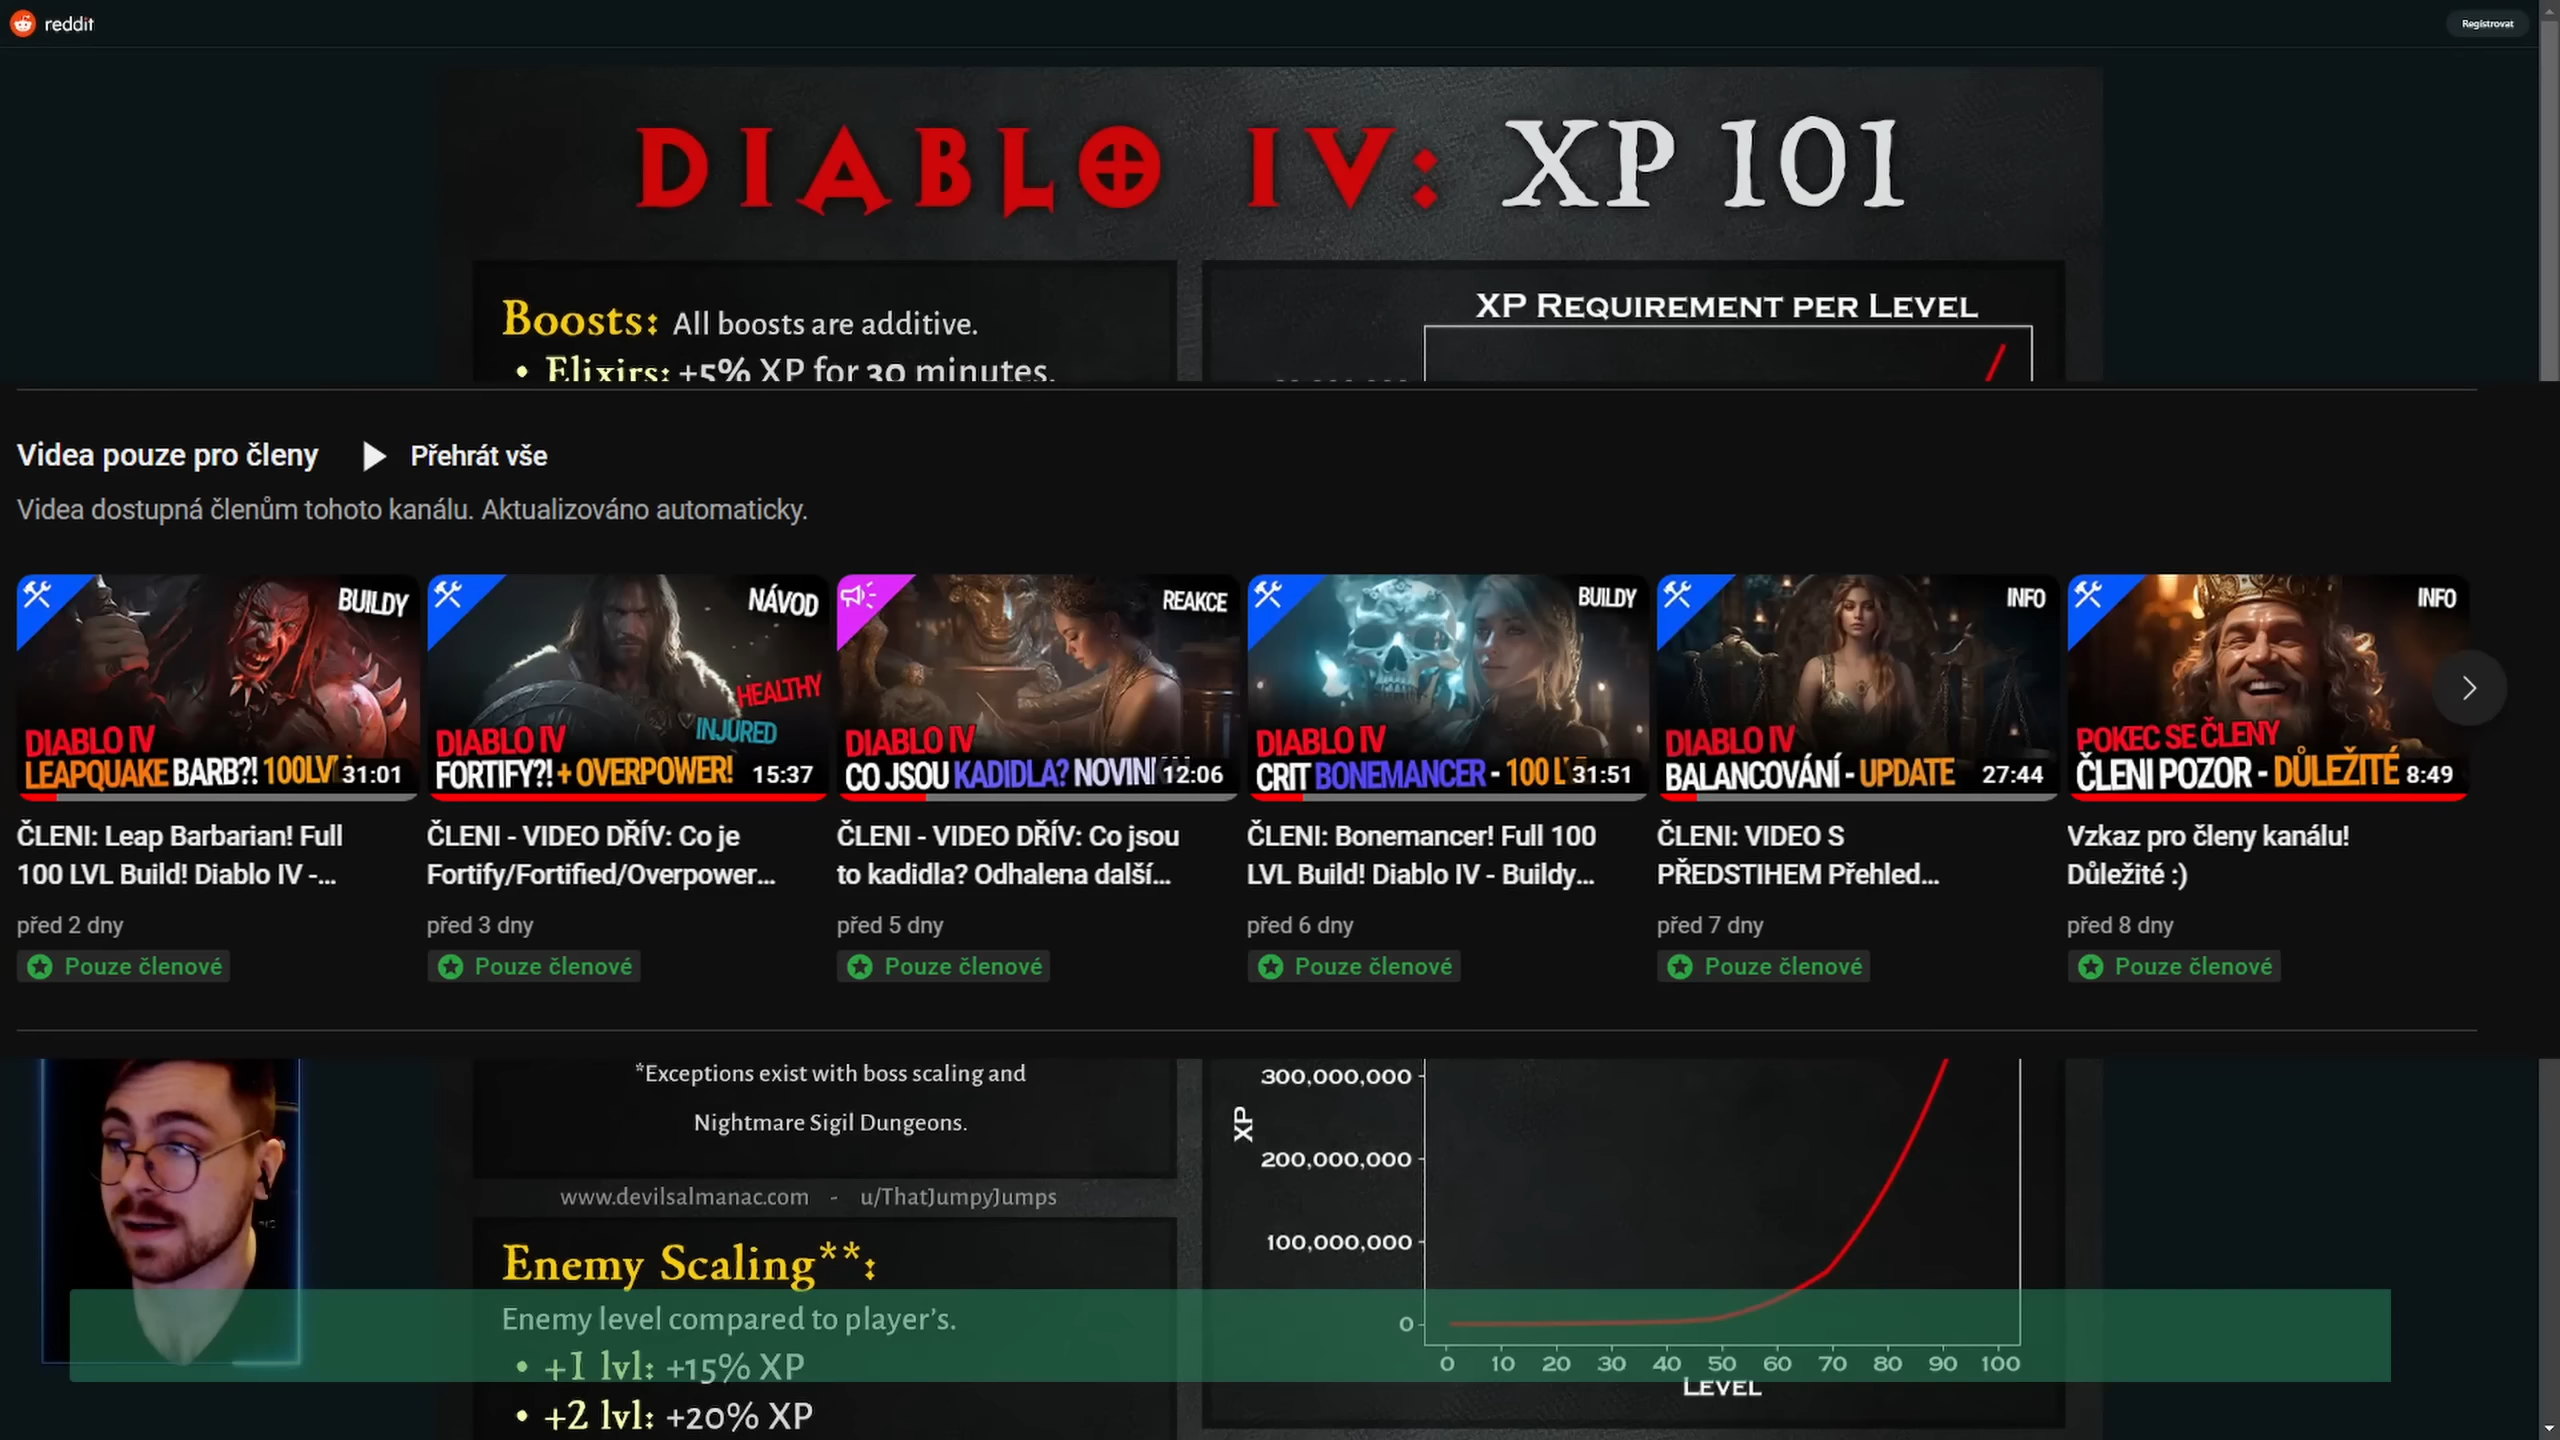 reddit
Registrovat
DIABLO IV: XP 101
Boosts: All boosts are additive.
• Elixirs: +5% XP for 30 minutes.
XP Requirement per Level
Videa pouze pro členy
Přehrát vše
Videa dostupná členům tohoto kanálu. Aktualizováno automaticky.
BUILDY
DIABLO IV
LEAPQUAKE BARB?! 100LV
31:01
ČLENI: Leap Barbarian! Full
100 LVL Build! Diablo IV -...
před 2 dny
Pouze členové
NÁVOD
HEALTHY
INJURED
DIABLO IV
FORTIFY?! + OVERPOWER!
15:37
ČLENI - VIDEO DŘÍV: Co je
Fortify/Fortified/Overpower...
před 3 dny
Pouze členové
REAKCE
DIABLO IV
CO JSOU KADIDLA? NOVINK
12:06
ČLENI - VIDEO DŘÍV: Co jsou
to kadidla? Odhalena další...
před 5 dny
Pouze členové
BUILDY
DIABLO IV
CRIT BONEMANCER - 100 L
31:51
ČLENI: Bonemancer! Full 100
LVL Build! Diablo IV - Buildy...
před 6 dny
Pouze členové
INFO
DIABLO IV
BALANCOVÁNÍ - UPDATE
27:44
ČLENI: VIDEO S
PŘEDSTIHEM Přehled...
před 7 dny
Pouze členové
INFO
POKEC SE ČLENY
ČLENI POZOR - DŮLEŽITÉ
8:49
Vzkaz pro členy kanálu!
Důležité :)
před 8 dny
Pouze členové
*Exceptions exist with boss scaling and
Nightmare Sigil Dungeons.
www.devilsalmanac.com - u/ThatJumpyJumps
Enemy Scaling**:
Enemy level compared to player's.
• +1 lvl: +15% XP
• +2 lvl: +20% XP
XP
300,000,000
200,000,000
100,000,000
0
0 10 20 30 40 50 60 70 80 90 100
Level